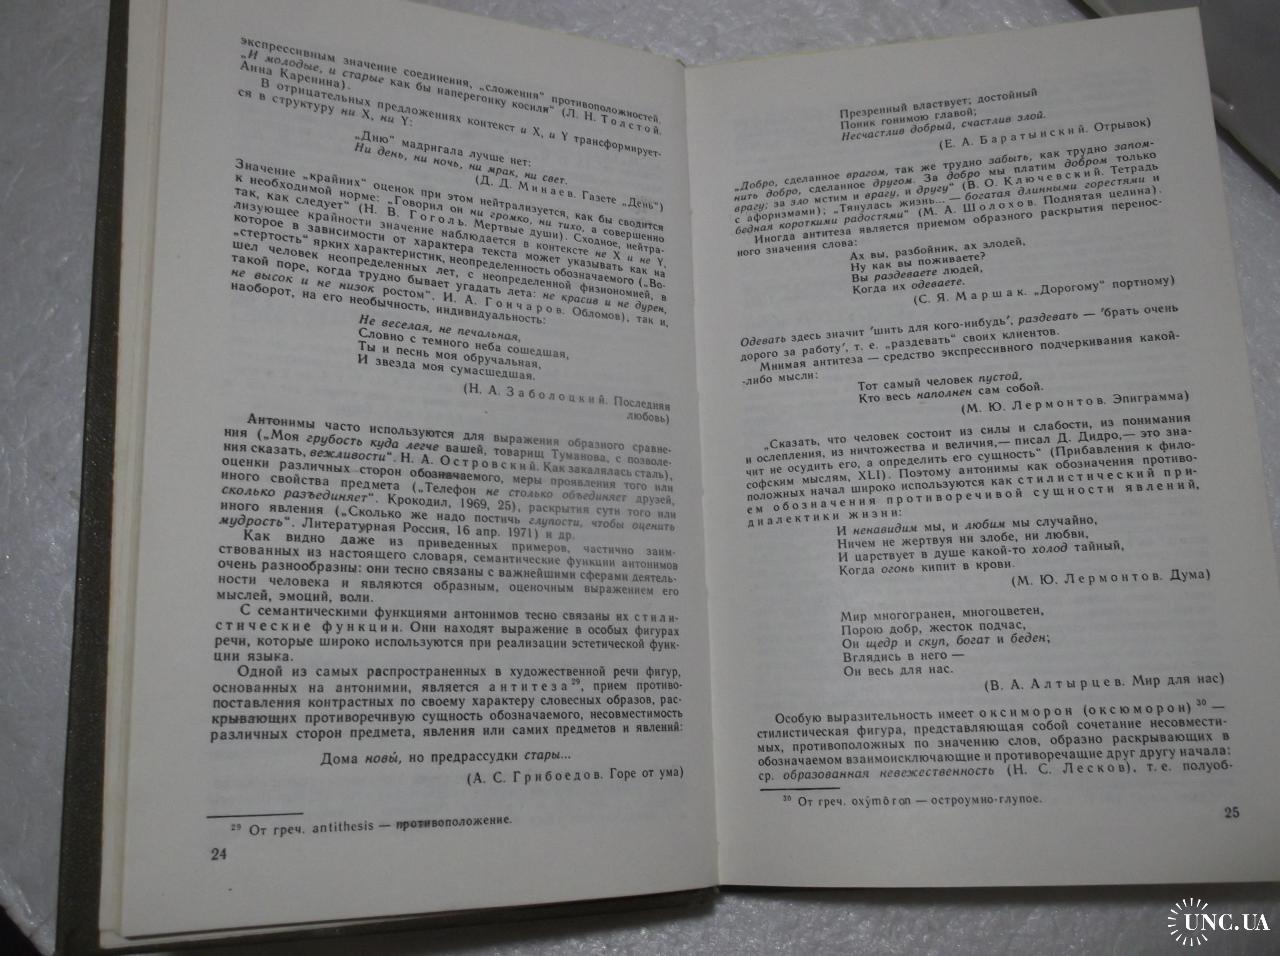 экспрессивным значение соединения, „сложения“ противоположностей.
„И молодые, и старые как бы наперегонку косили“ (Л. Н. Толстой.
Анна Каренина).
В отрицательных предложениях контекст и X, и Y трансформирует-
ся в структуру ни X, ни Y:
„Дню“ мадригала лучше нет:
Ни день, ни ночь, ни мрак, ни свет.
(Д. Д. Минаев. Газете „День“)
Значение „крайних“ оценок при этом нейтрализуется, как бы сводится
к необходимой норме: „Говорил он ни громко, ни тихо, а совершенно
так, как следует“ (Н. В. Гоголь. Мертвые души). Сходное, нейтра-
лизующее крайности значение наблюдается в контексте не X и не Y,
которое в зависимости от характера текста может указывать как на
„стертость“ ярких характеристик, неопределенность обозначаемого („Во-
шел человек неопределенных лет, с неопределенной физиономией, в
такой поре, когда трудно бывает угадать лета: не красив и не дурен,
не высок и не низок ростом“. И. А. Гончаров. Обломов), так и,
наоборот, на его необычность, индивидуальность:
Не веселая, не печальная,
Словно с темного неба сошедшая,
Ты и песнь моя обручальная,
И звезда моя сумасшедшая.
(Н. А. Заболоцкий. Последняя
любовь)
Антонимы часто используются для выражения образного сравне-
ния („Моя грубость куда легче вашей, товарищ Туманова, с позволе-
ния сказать, вежливости“. Н. А. Островский. Как закалялась сталь),
оценки различных сторон обозначаемого, меры проявления того или
иного свойства предмета („Телефон не столько объединяет друзей,
сколько разъединяет“. Крокодил, 1969, 25), раскрытия сути того или
иного явления („Сколько же надо постичь глупости, чтобы оценить
мудрость“. Литературная Россия, 16 апр. 1971) и др.
Как видно даже из приведенных примеров, частично заим-
ствованных из настоящего словаря, семантические функции антонимов
очень разнообразны: они тесно связаны с важнейшими сферами деятель-
ности человека и являются образным, оценочным выражением его
мыслей, эмоций, воли.
С семантическими функциями антонимов тесно связаны их стили-
стические функции. Они находят выражение в особых фигурах
речи, которые широко используются при реализации эстетической функ-
ции языка.
Одной из самых распространенных в художественной речи фигур,
основанных на антонимии, является антитеза²⁹, прием противо-
поставления контрастных по своему характеру словесных образов, рас-
крывающих противоречивую сущность обозначаемого, несовместимость
различных сторон предмета, явления или самих предметов и явлений:
Дома новы́, но предрассудки стары...
(А. С. Грибоедов. Горе от ума)
²⁹ От греч. antithesis — противоположение.
24
Презренный властвует; достойный
Поник гонимою главой;
Несчастлив добрый, счастлив злой.
(Е. А. Баратынский. Отрывок)
„Добро, сделанное врагом, так же трудно забыть, как трудно запом-
нить добро, сделанное другом. За добро мы платим добром только
врагу; за зло мстим и врагу, и другу“ (В. О. Ключевский. Тетрадь
с афоризмами); „Тянулась жизнь... — богатая длинными горестями и
бедная короткими радостями“ (М. А. Шолохов. Поднятая целина).
Иногда антитеза является приемом образного раскрытия перенос-
ного значения слова:
Ах вы, разбойник, ах злодей,
Ну как вы поживаете?
Вы раздеваете людей,
Когда их одеваете.
(С. Я. Маршак. „Дорогому“ портному)
Одевать здесь значит ‘шить для кого-нибудь’, раздевать — ‘брать очень
дорого за работу’, т. е. „раздевать“ своих клиентов.
Мнимая антитеза — средство экспрессивного подчеркивания какой-
-либо мысли:
Тот самый человек пустой,
Кто весь наполнен сам собой.
(М. Ю. Лермонтов. Эпиграмма)
„Сказать, что человек состоит из силы и слабости, из понимания
и ослепления, из ничтожества и величия,— писал Д. Дидро,— это зна-
чит не осудить его, а определить его сущность“ (Прибавления к фило-
софским мыслям, XLI). Поэтому антонимы как обозначения противо-
положных начал широко используются как стилистический при-
ем обозначения противоречивой сущности явлений,
диалектики жизни:
И ненавидим мы, и любим мы случайно,
Ничем не жертвуя ни злобе, ни любви,
И царствует в душе какой-то холод тайный,
Когда огонь кипит в крови.
(М. Ю. Лермонтов. Дума)
Мир многогранен, многоцветен,
Порою добр, жесток подчас,
Он щедр и скуп, богат и беден;
Вглядись в него —
Он весь для нас.
(В. А. Алтырцев. Мир для нас)
Особую выразительность имеет оксиморон (оксюморон)³⁰ —
стилистическая фигура, представляющая собой сочетание несовмести-
мых, противоположных по значению слов, образно раскрывающих в
обозначаемом взаимоисключающие и противоречащие друг другу начала:
ср. образованная невежественность (Н. С. Лесков), т. е. полуоб-
³⁰ От греч. oxýmōron — остроумно-глупое.
25
UNC.UA